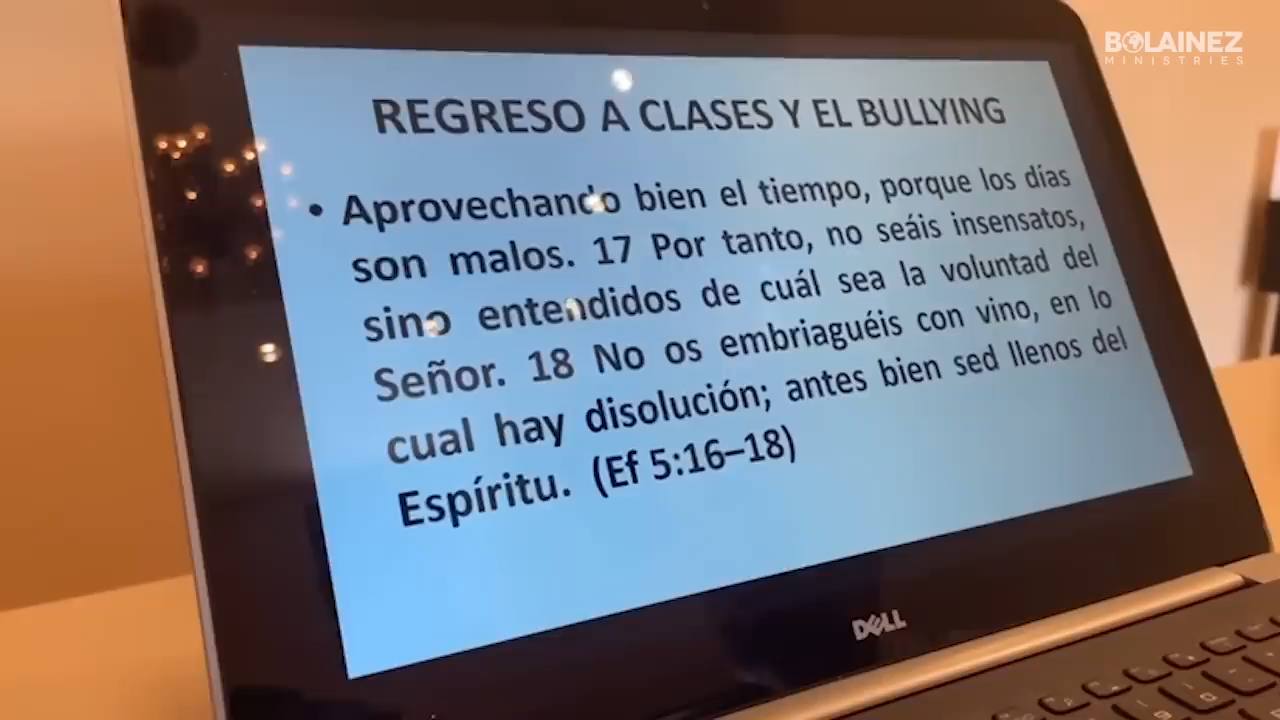 BOLAINEZ
MINISTRIES
REGRESO A CLASES Y EL BULLYING
• Aprovechando bien el tiempo, porque los días
son malos. 17 Por tanto, no seáis insensatos,
sino entendidos de cuál sea la voluntad del
Señor. 18 No os embriaguéis con vino, en lo
cual hay disolución; antes bien sed llenos del
Espíritu. (Ef 5:16–18)
DELL